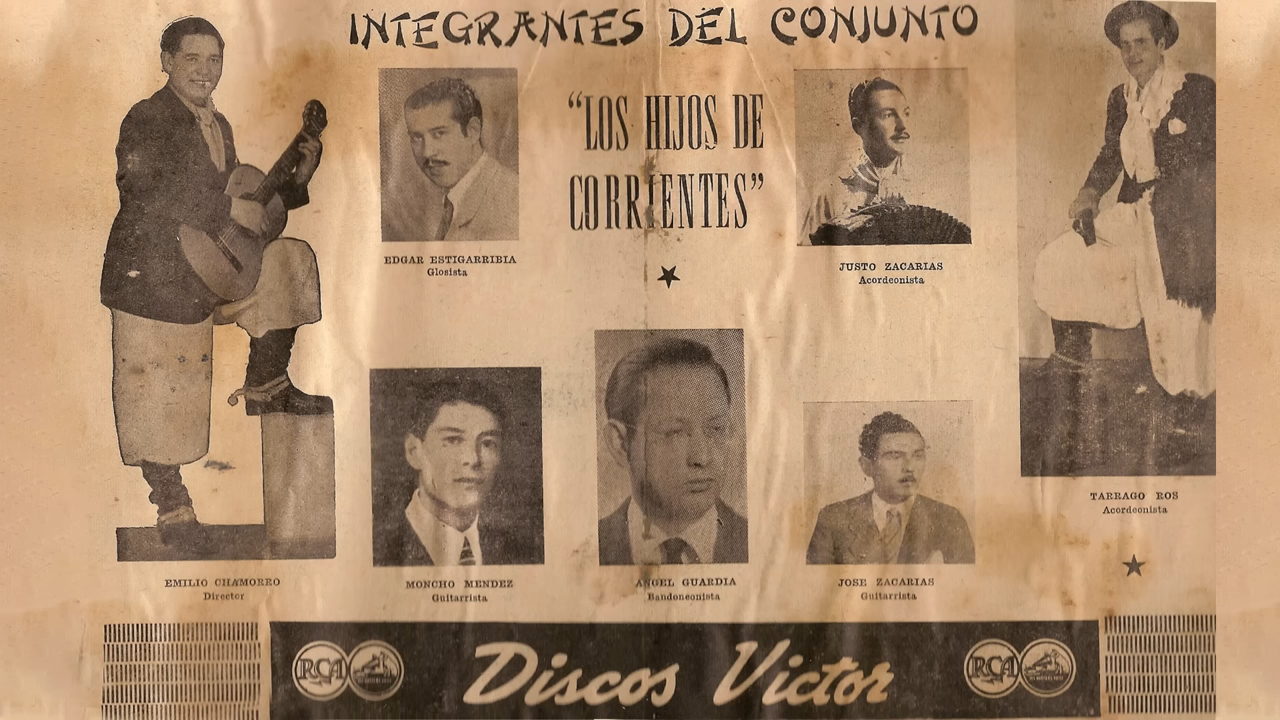 INTEGRANTES DEL CONJUNTO
"LOS HIJOS DE
CORRIENTES"
EDGAR ESTIGARRIBIA
Glosista
JUSTO ZACARIAS
Acordeonista
TARRAGO ROS
Acordeonista
EMILIO CHAMORRO
Director
MONCHO MENDEZ
Guitarrista
ANGEL GUARDIA
Bandoneonista
JOSE ZACARIAS
Guitarrista
RCA
Discos Victor
RCA